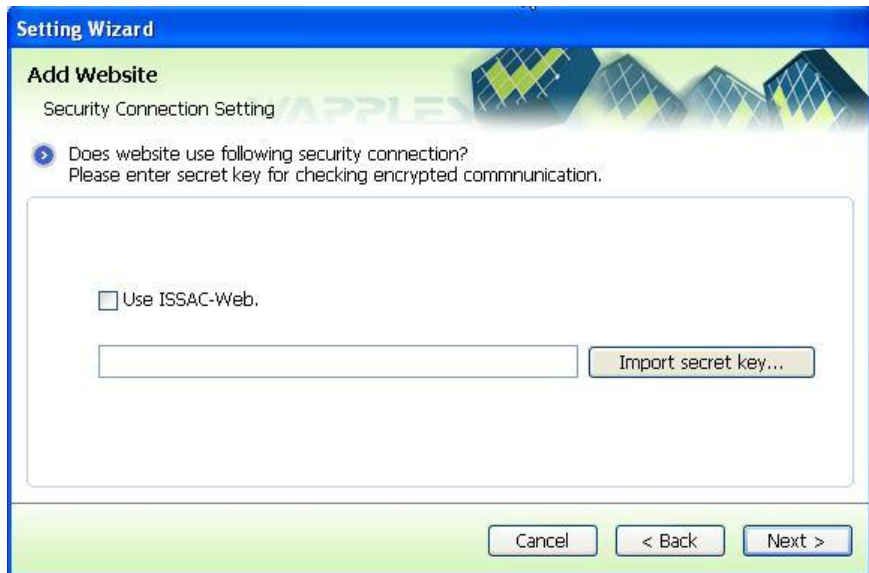 Setting Wizard
Add Website
WAPPLES
Security Connection Setting
Does website use following security connection?
Please enter secret key for checking encrypted commnunication.
Use ISSAC-Web.
Import secret key...
Cancel
< Back
Next >